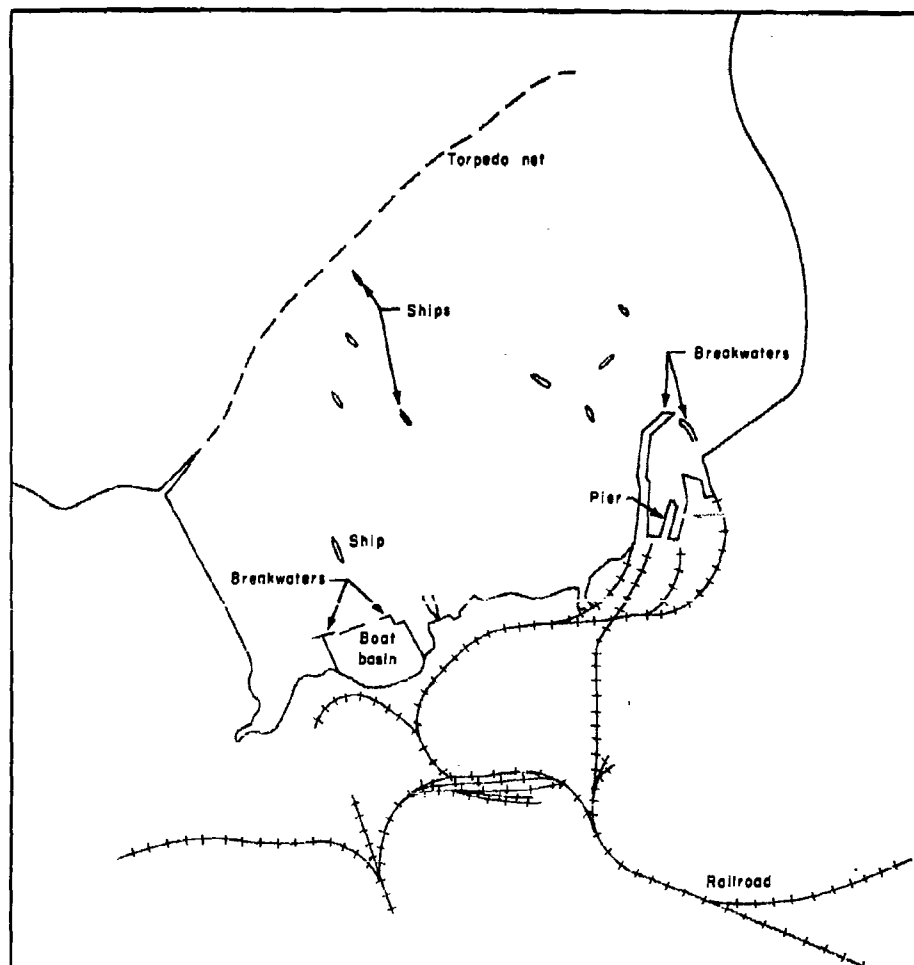 Torpedo net
Ships
Breakwaters
Pier
Ship
Breakwaters
Boat
basin
Railroad